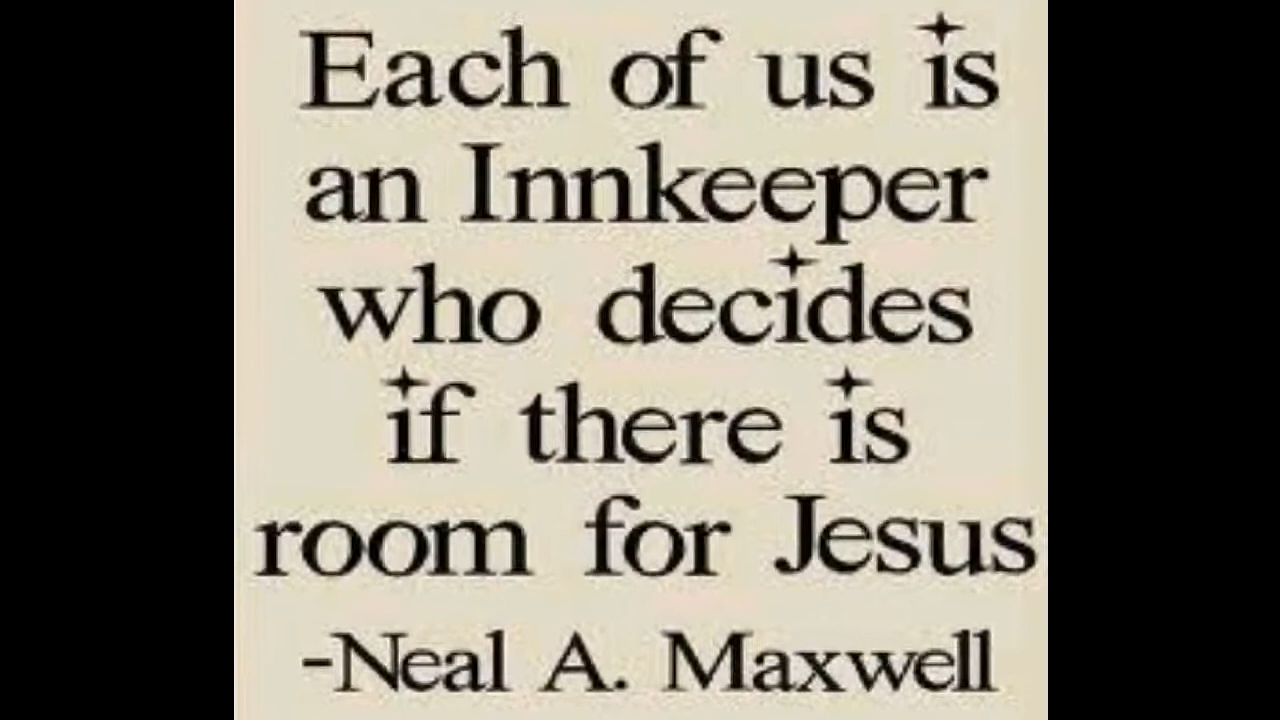 Each of us is
an Innkeeper
who decides
if there is
room for Jesus
-Neal A. Maxwell